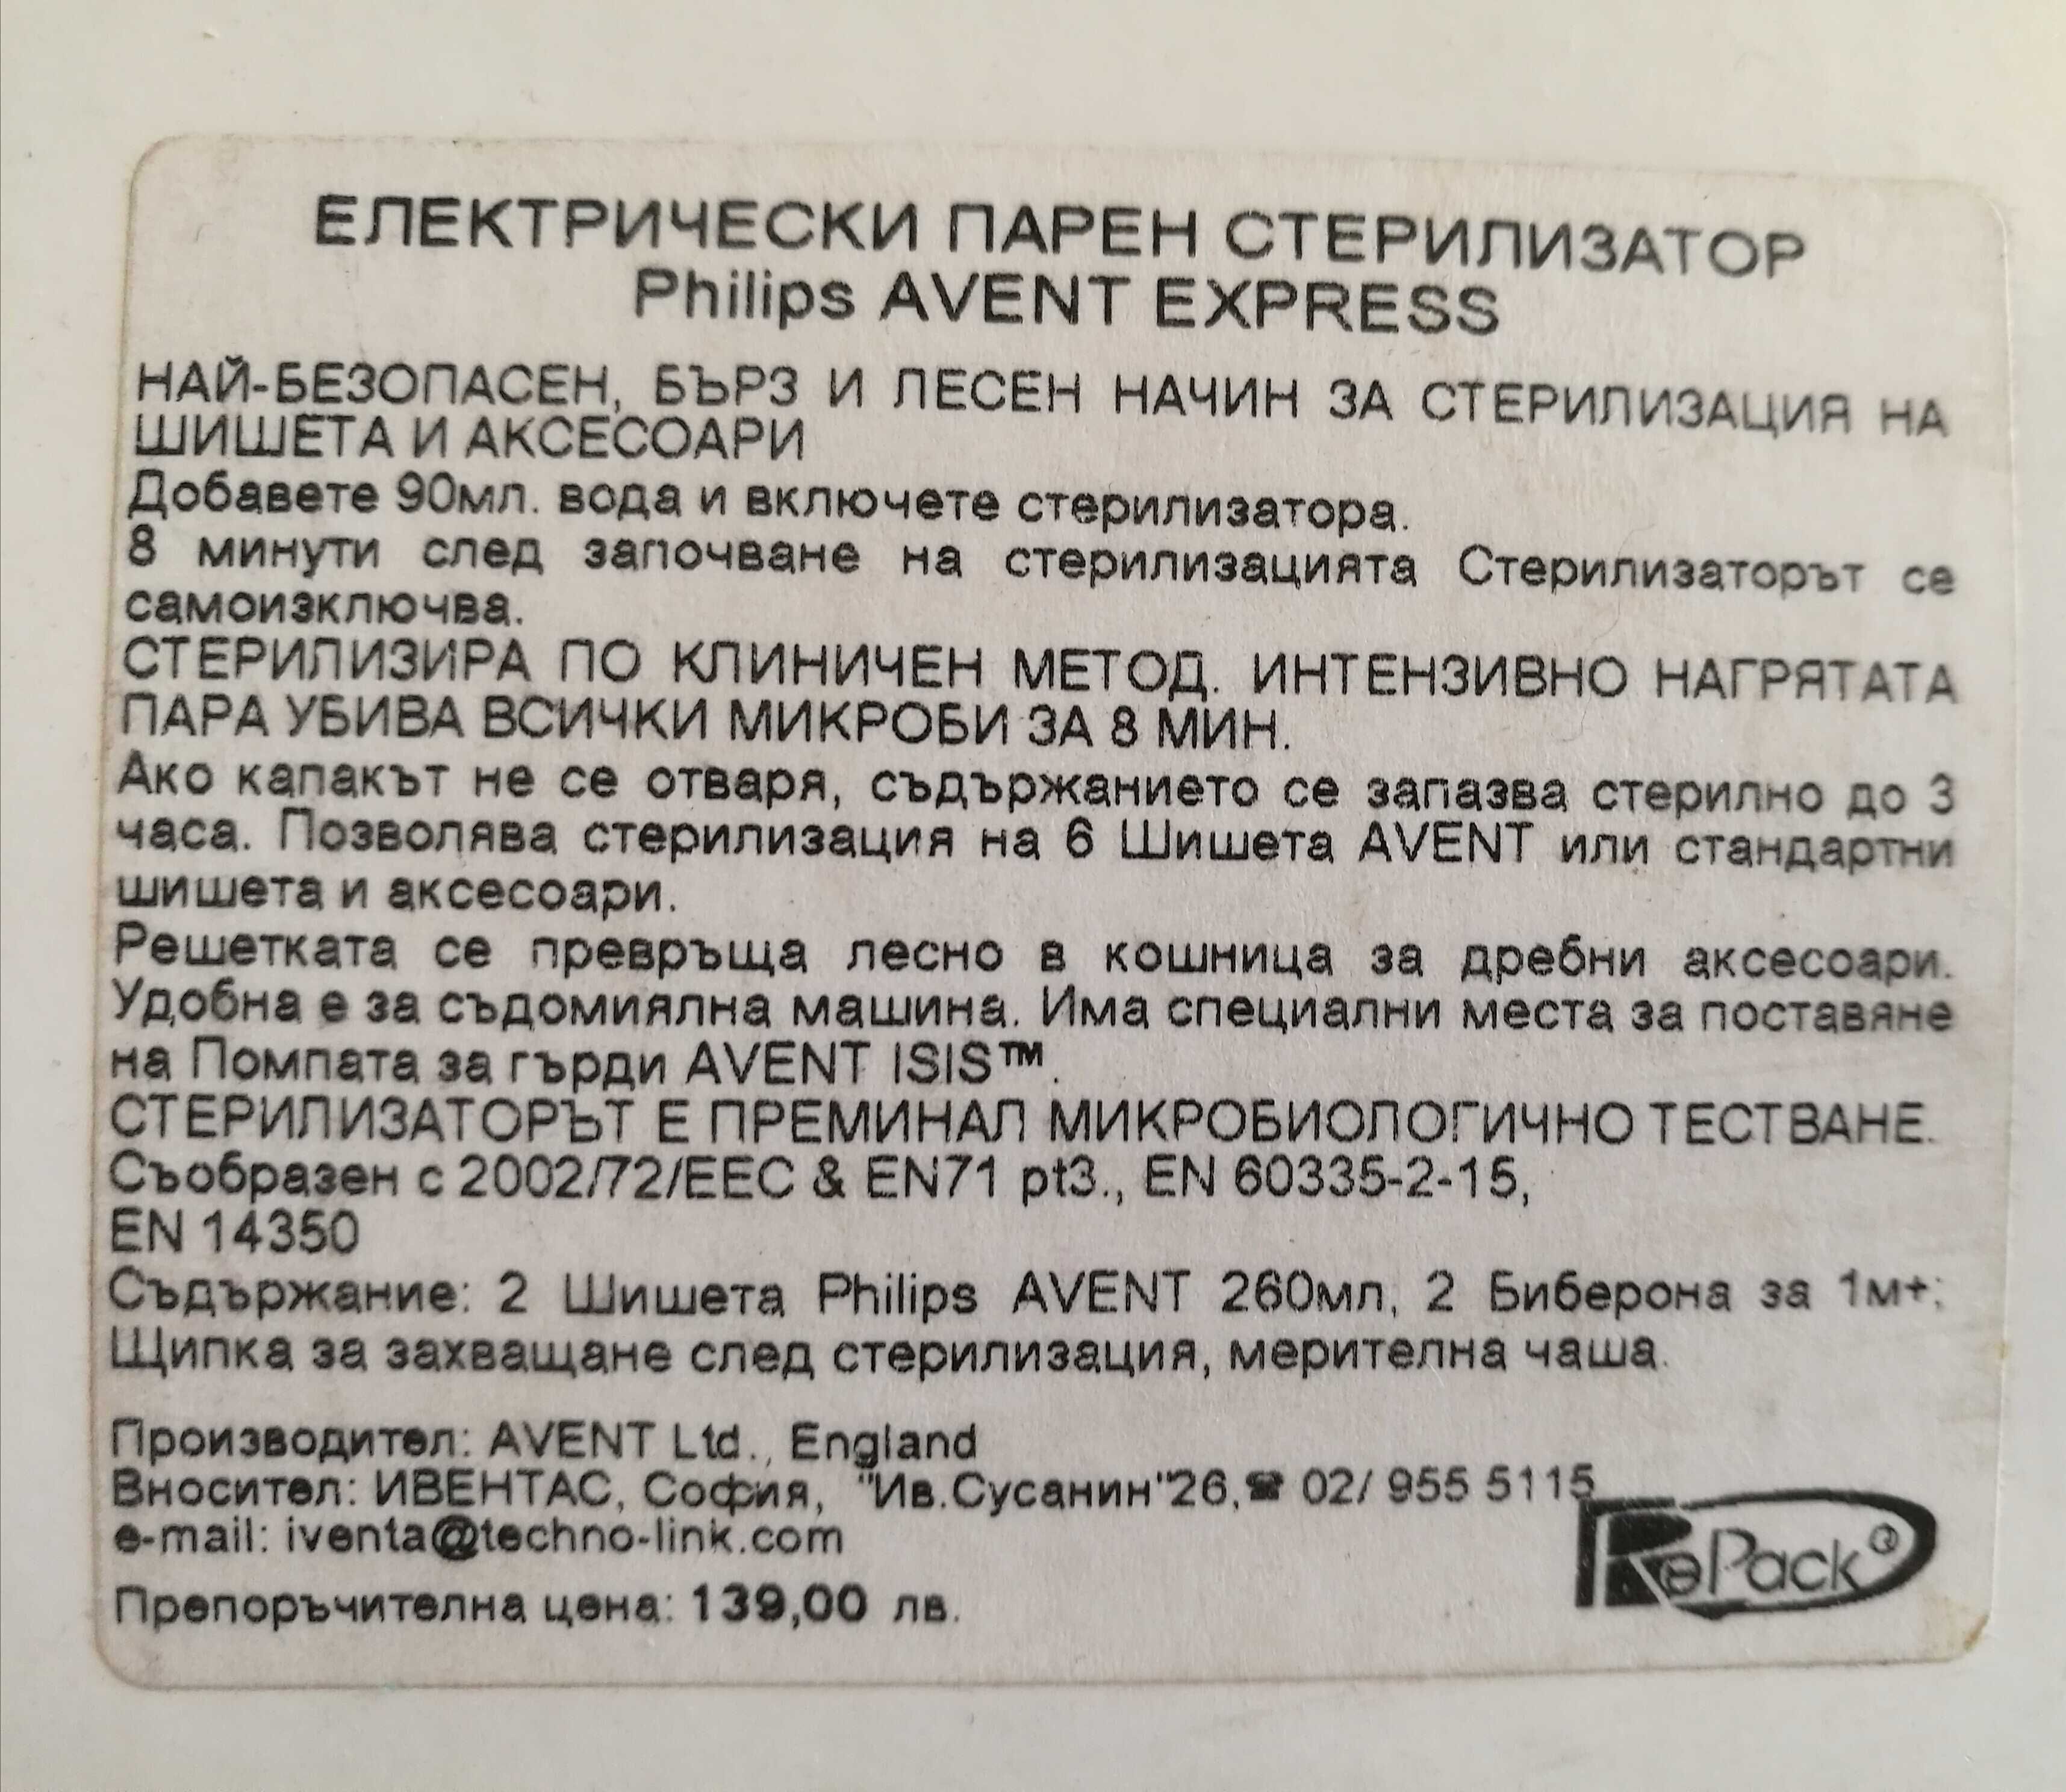 ЕЛЕКТРИЧЕСКИ ПАРЕН СТЕРИЛИЗАТОР
Philips AVENT EXPRESS
НАЙ-БЕЗОПАСЕН, БЪРЗ И ЛЕСЕН НАЧИН ЗА СТЕРИЛИЗАЦИЯ НА
ШИШЕТА И АКСЕСОАРИ
Добавете 90мл. вода и включете стерилизатора.
8 минути след започване на стерилизацията Стерилизаторът се
самоизключва.
СТЕРИЛИЗИРА ПО КЛИНИЧЕН МЕТОД. ИНТЕНЗИВНО НАГРЯТАТА
ПАРА УБИВА ВСИЧКИ МИКРОБИ ЗА 8 МИН.
Ако капакът не се отваря, съдържанието се запазва стерилно до 3
часа. Позволява стерилизация на 6 Шишета AVENT или стандартни
шишета и аксесоари.
Решетката се превръща лесно в кошница за дребни аксесоари.
Удобна е за съдомиялна машина. Има специални места за поставяне
на Помпата за гърди AVENT ISIS™.
СТЕРИЛИЗАТОРЪТ Е ПРЕМИНАЛ МИКРОБИОЛОГИЧНО ТЕСТВАНЕ.
Съобразен с 2002/72/EEC & EN71 pt3., EN 60335-2-15,
EN 14350
Съдържание: 2 Шишета Philips AVENT 260мл, 2 Биберона за 1м+;
Щипка за захващане след стерилизация, мерителна чаша.
Производител: AVENT Ltd., England
Вносител: ИВЕНТАС, София, "Ив.Сусанин"26,☎ 02/ 955 5115
e-mail: iventa@techno-link.com
Препоръчителна цена: 139,00 лв.
RePack®